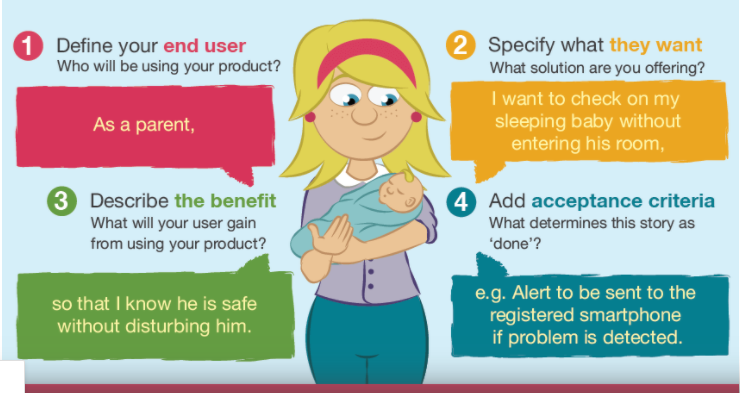 1 Define your end user
Who will be using your product?
As a parent,
2 Specify what they want
What solution are you offering?
I want to check on my
sleeping baby without
entering his room,
3 Describe the benefit
What will your user gain
from using your product?
so that I know he is safe
without disturbing him.
4 Add acceptance criteria
What determines this story as
‘done’?
e.g. Alert to be sent to the
registered smartphone
if problem is detected.